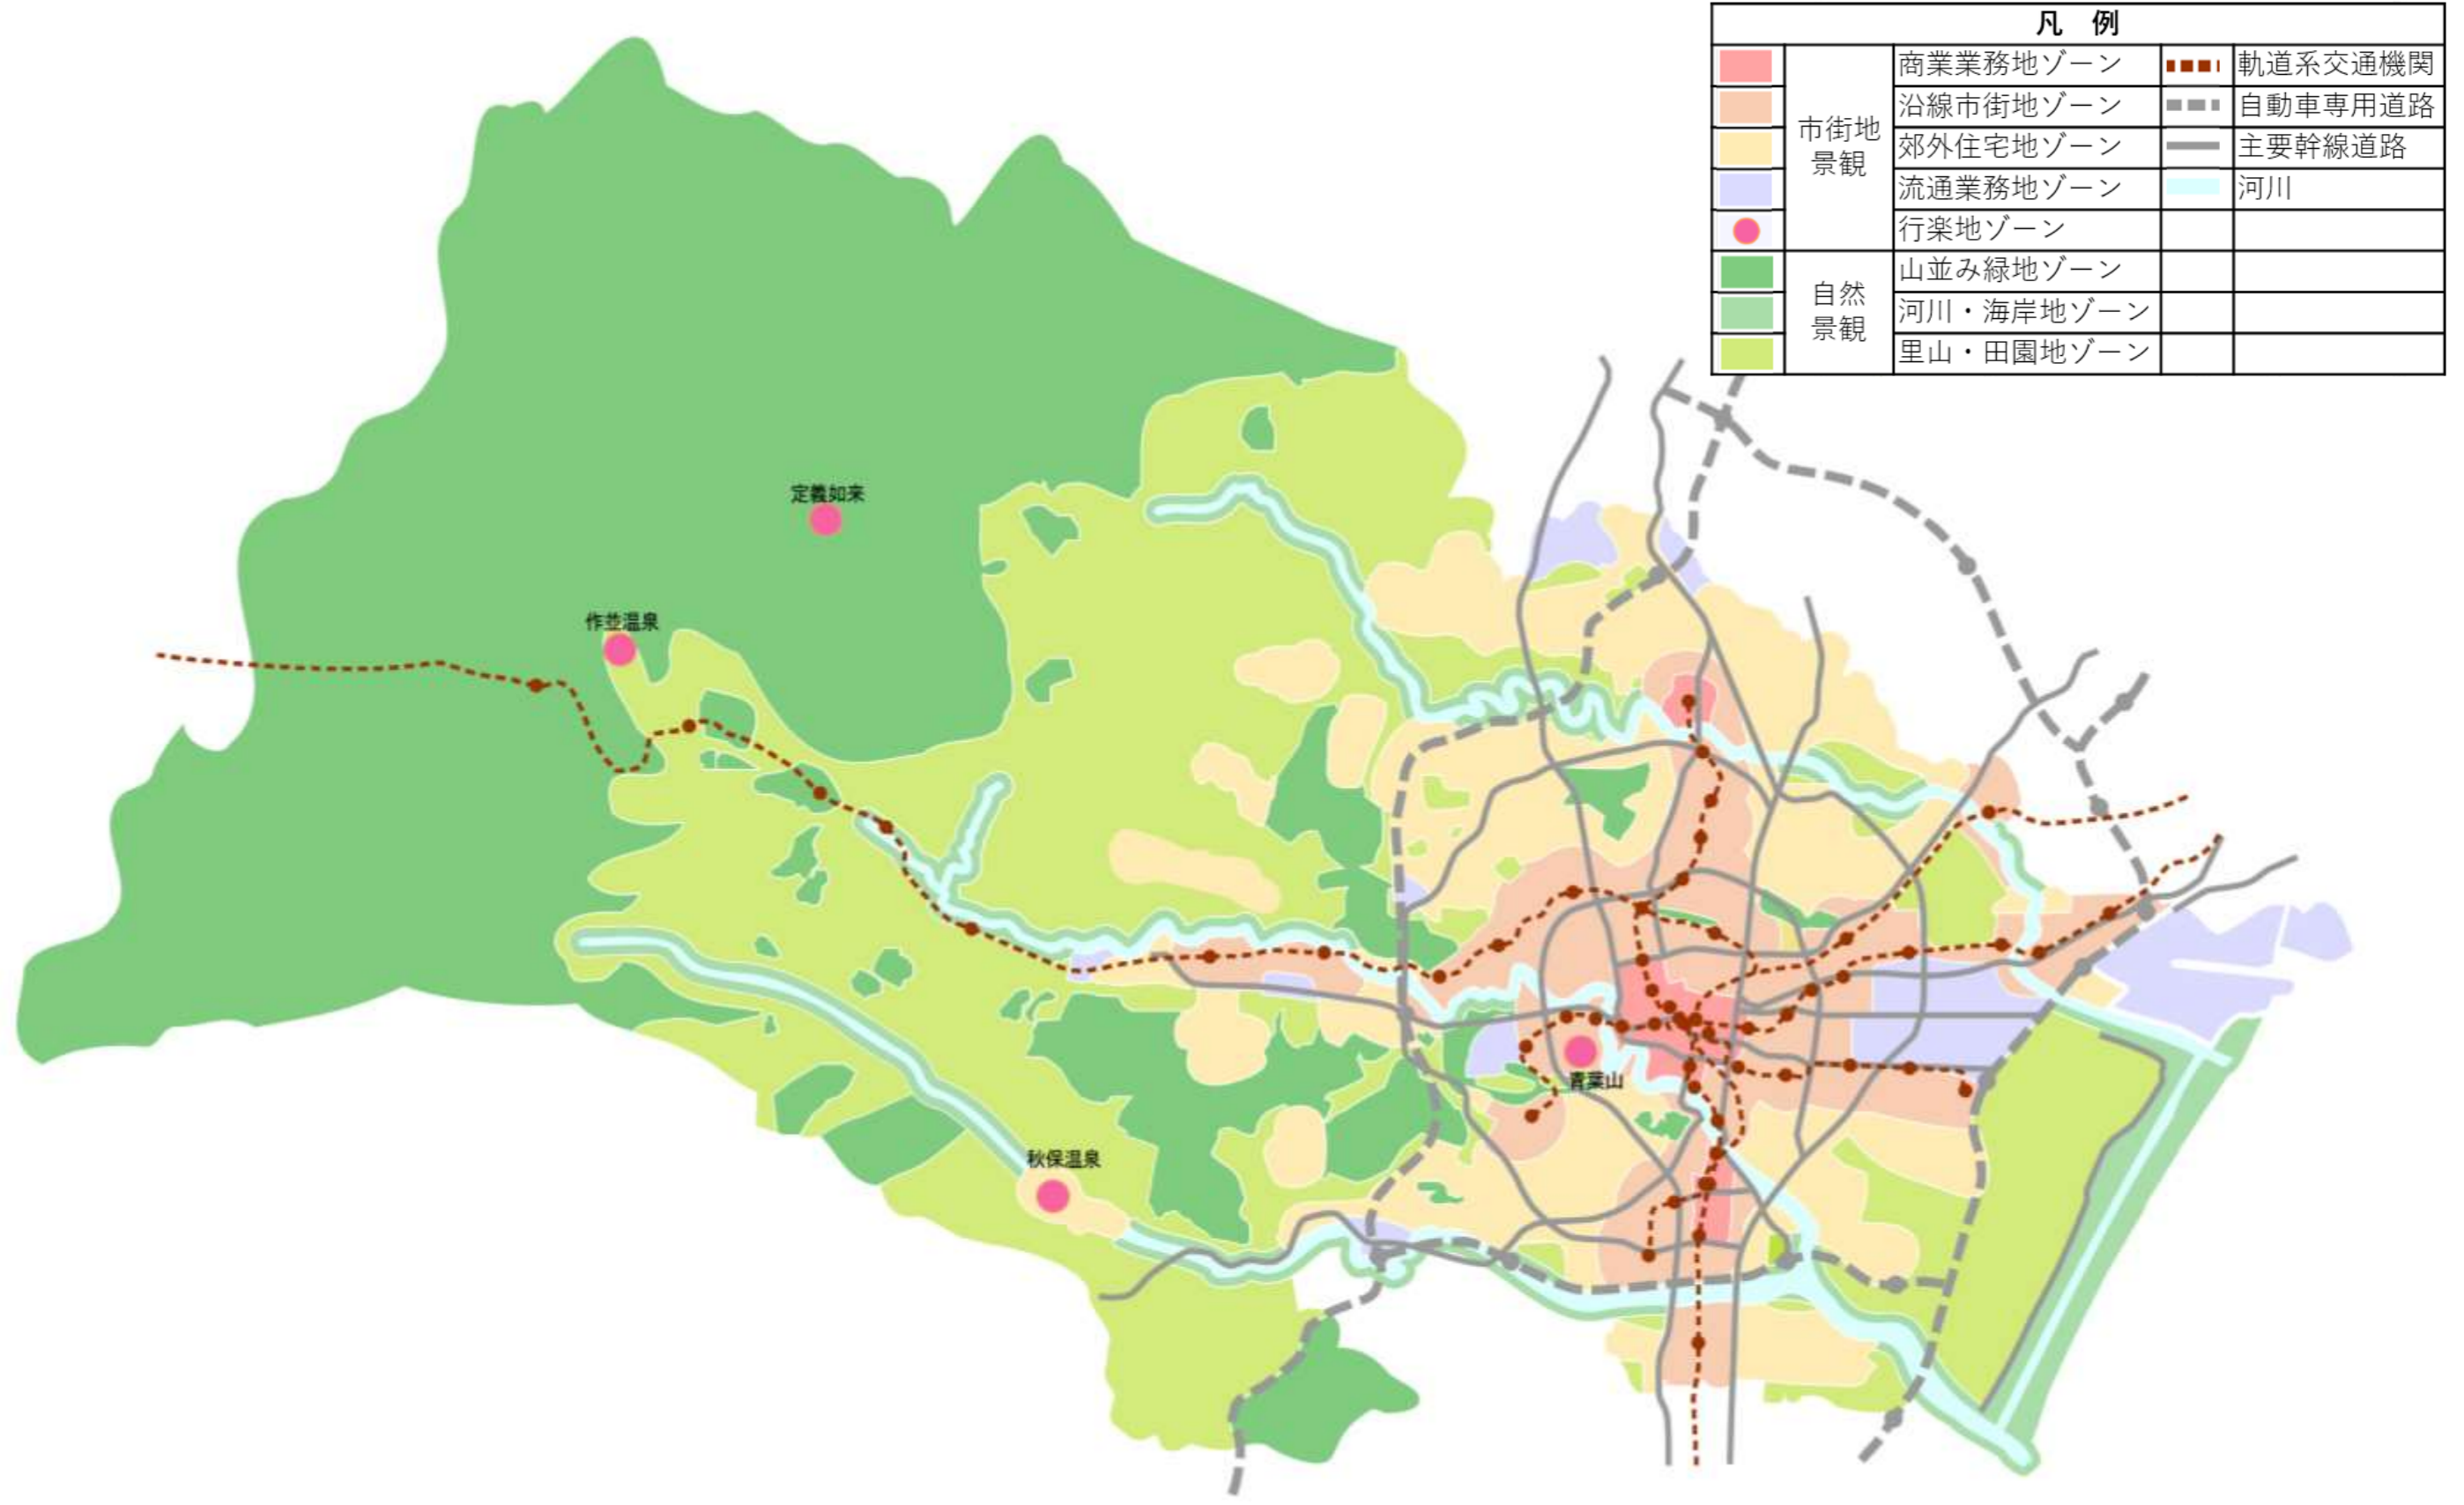 凡 例
商業業務地ゾーン
軌道系交通機関
沿線市街地ゾーン
自動車専用道路
市街地
景観
郊外住宅地ゾーン
主要幹線道路
流通業務地ゾーン
河川
行楽地ゾーン
自然
景観
山並み緑地ゾーン
河川・海岸地ゾーン
里山・田園地ゾーン
定義如来
作並温泉
青葉山
秋保温泉